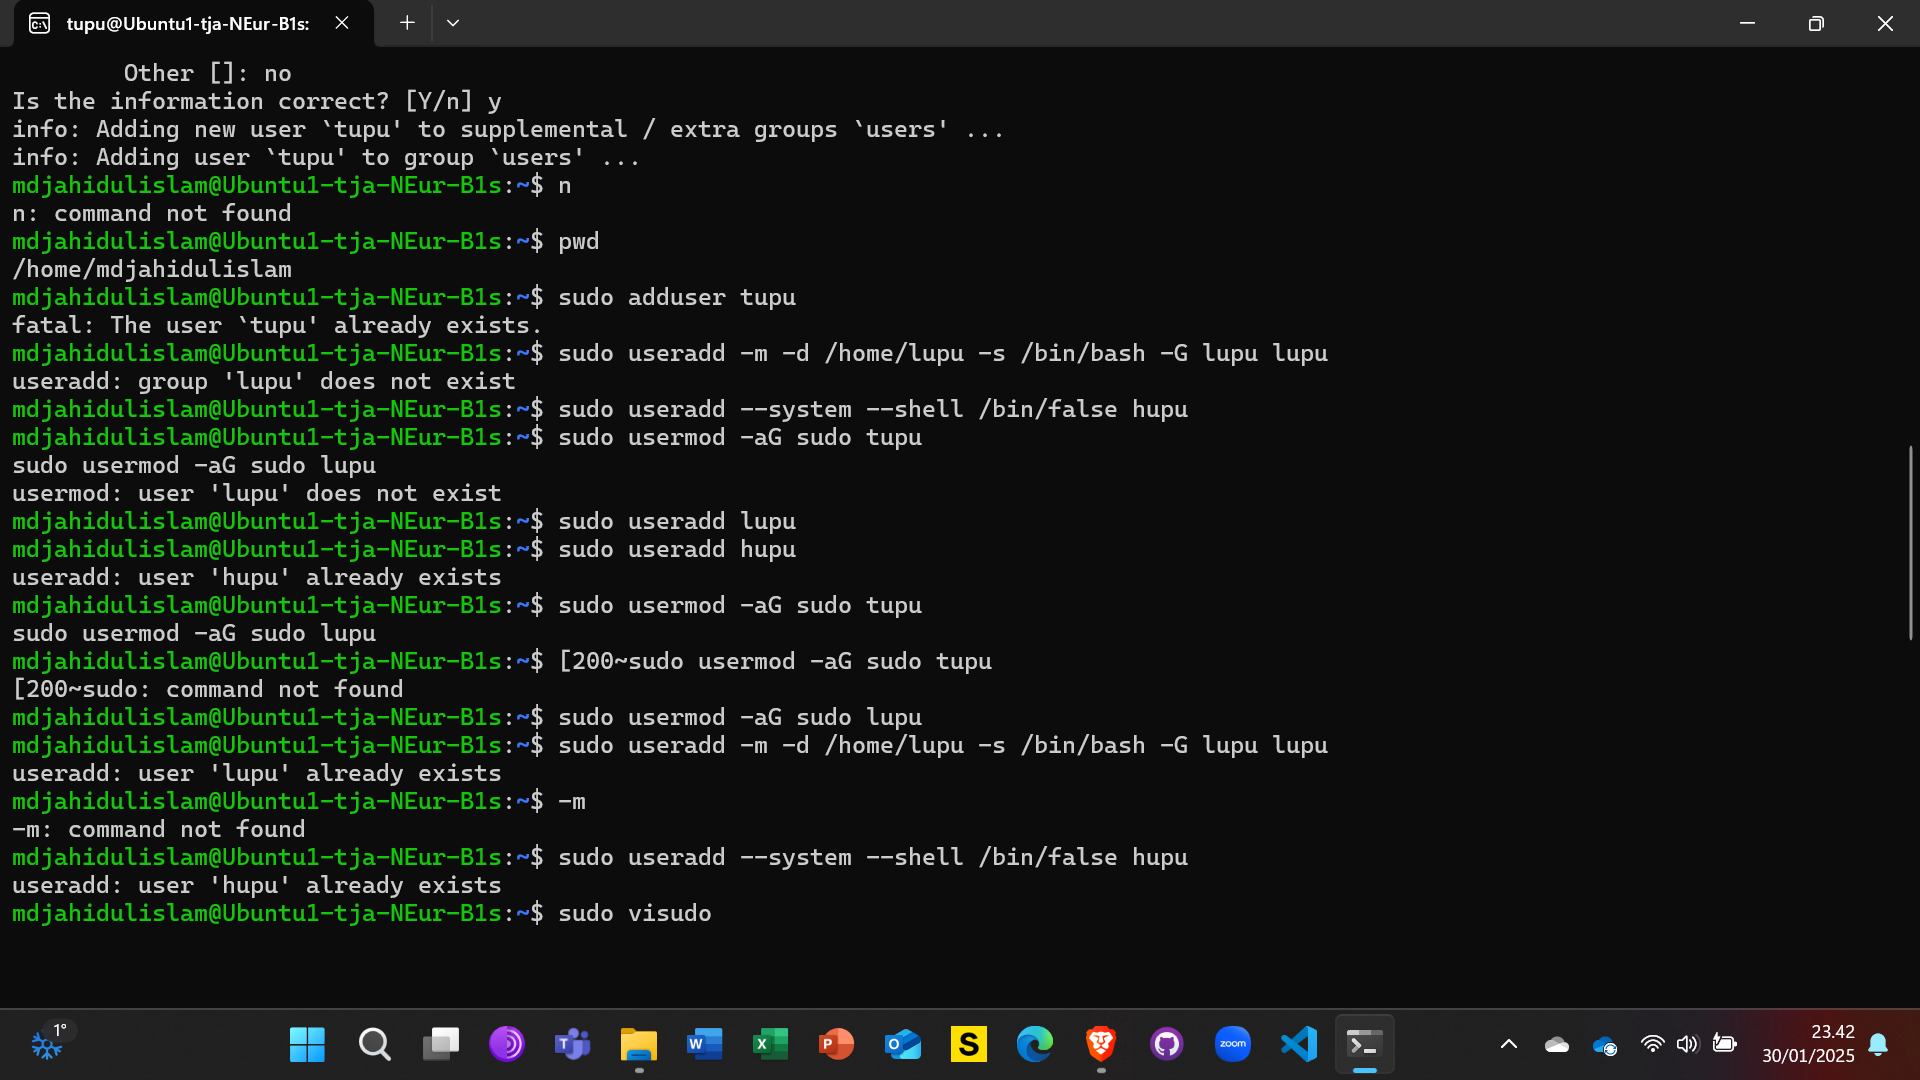 tupu@Ubuntu1-tja-NEur-B1s:
Other []: no
Is the information correct? [Y/n] y
info: Adding new user `tupu' to supplemental / extra groups `users' ...
info: Adding user `tupu' to group `users' ...
mdjahidulislam@Ubuntu1-tja-NEur-B1s:~$ n
n: command not found
mdjahidulislam@Ubuntu1-tja-NEur-B1s:~$ pwd
/home/mdjahidulislam
mdjahidulislam@Ubuntu1-tja-NEur-B1s:~$ sudo adduser tupu
fatal: The user `tupu' already exists.
mdjahidulislam@Ubuntu1-tja-NEur-B1s:~$ sudo useradd -m -d /home/lupu -s /bin/bash -G lupu lupu
useradd: group 'lupu' does not exist
mdjahidulislam@Ubuntu1-tja-NEur-B1s:~$ sudo useradd --system --shell /bin/false hupu
mdjahidulislam@Ubuntu1-tja-NEur-B1s:~$ sudo usermod -aG sudo tupu
sudo usermod -aG sudo lupu
usermod: user 'lupu' does not exist
mdjahidulislam@Ubuntu1-tja-NEur-B1s:~$ sudo useradd lupu
mdjahidulislam@Ubuntu1-tja-NEur-B1s:~$ sudo useradd hupu
useradd: user 'hupu' already exists
mdjahidulislam@Ubuntu1-tja-NEur-B1s:~$ sudo usermod -aG sudo tupu
sudo usermod -aG sudo lupu
mdjahidulislam@Ubuntu1-tja-NEur-B1s:~$ [200~sudo usermod -aG sudo tupu
[200~sudo: command not found
mdjahidulislam@Ubuntu1-tja-NEur-B1s:~$ sudo usermod -aG sudo lupu
mdjahidulislam@Ubuntu1-tja-NEur-B1s:~$ sudo useradd -m -d /home/lupu -s /bin/bash -G lupu lupu
useradd: user 'lupu' already exists
mdjahidulislam@Ubuntu1-tja-NEur-B1s:~$ -m
-m: command not found
mdjahidulislam@Ubuntu1-tja-NEur-B1s:~$ sudo useradd --system --shell /bin/false hupu
useradd: user 'hupu' already exists
mdjahidulislam@Ubuntu1-tja-NEur-B1s:~$ sudo visudo
1°
zoom
23.42
30/01/2025